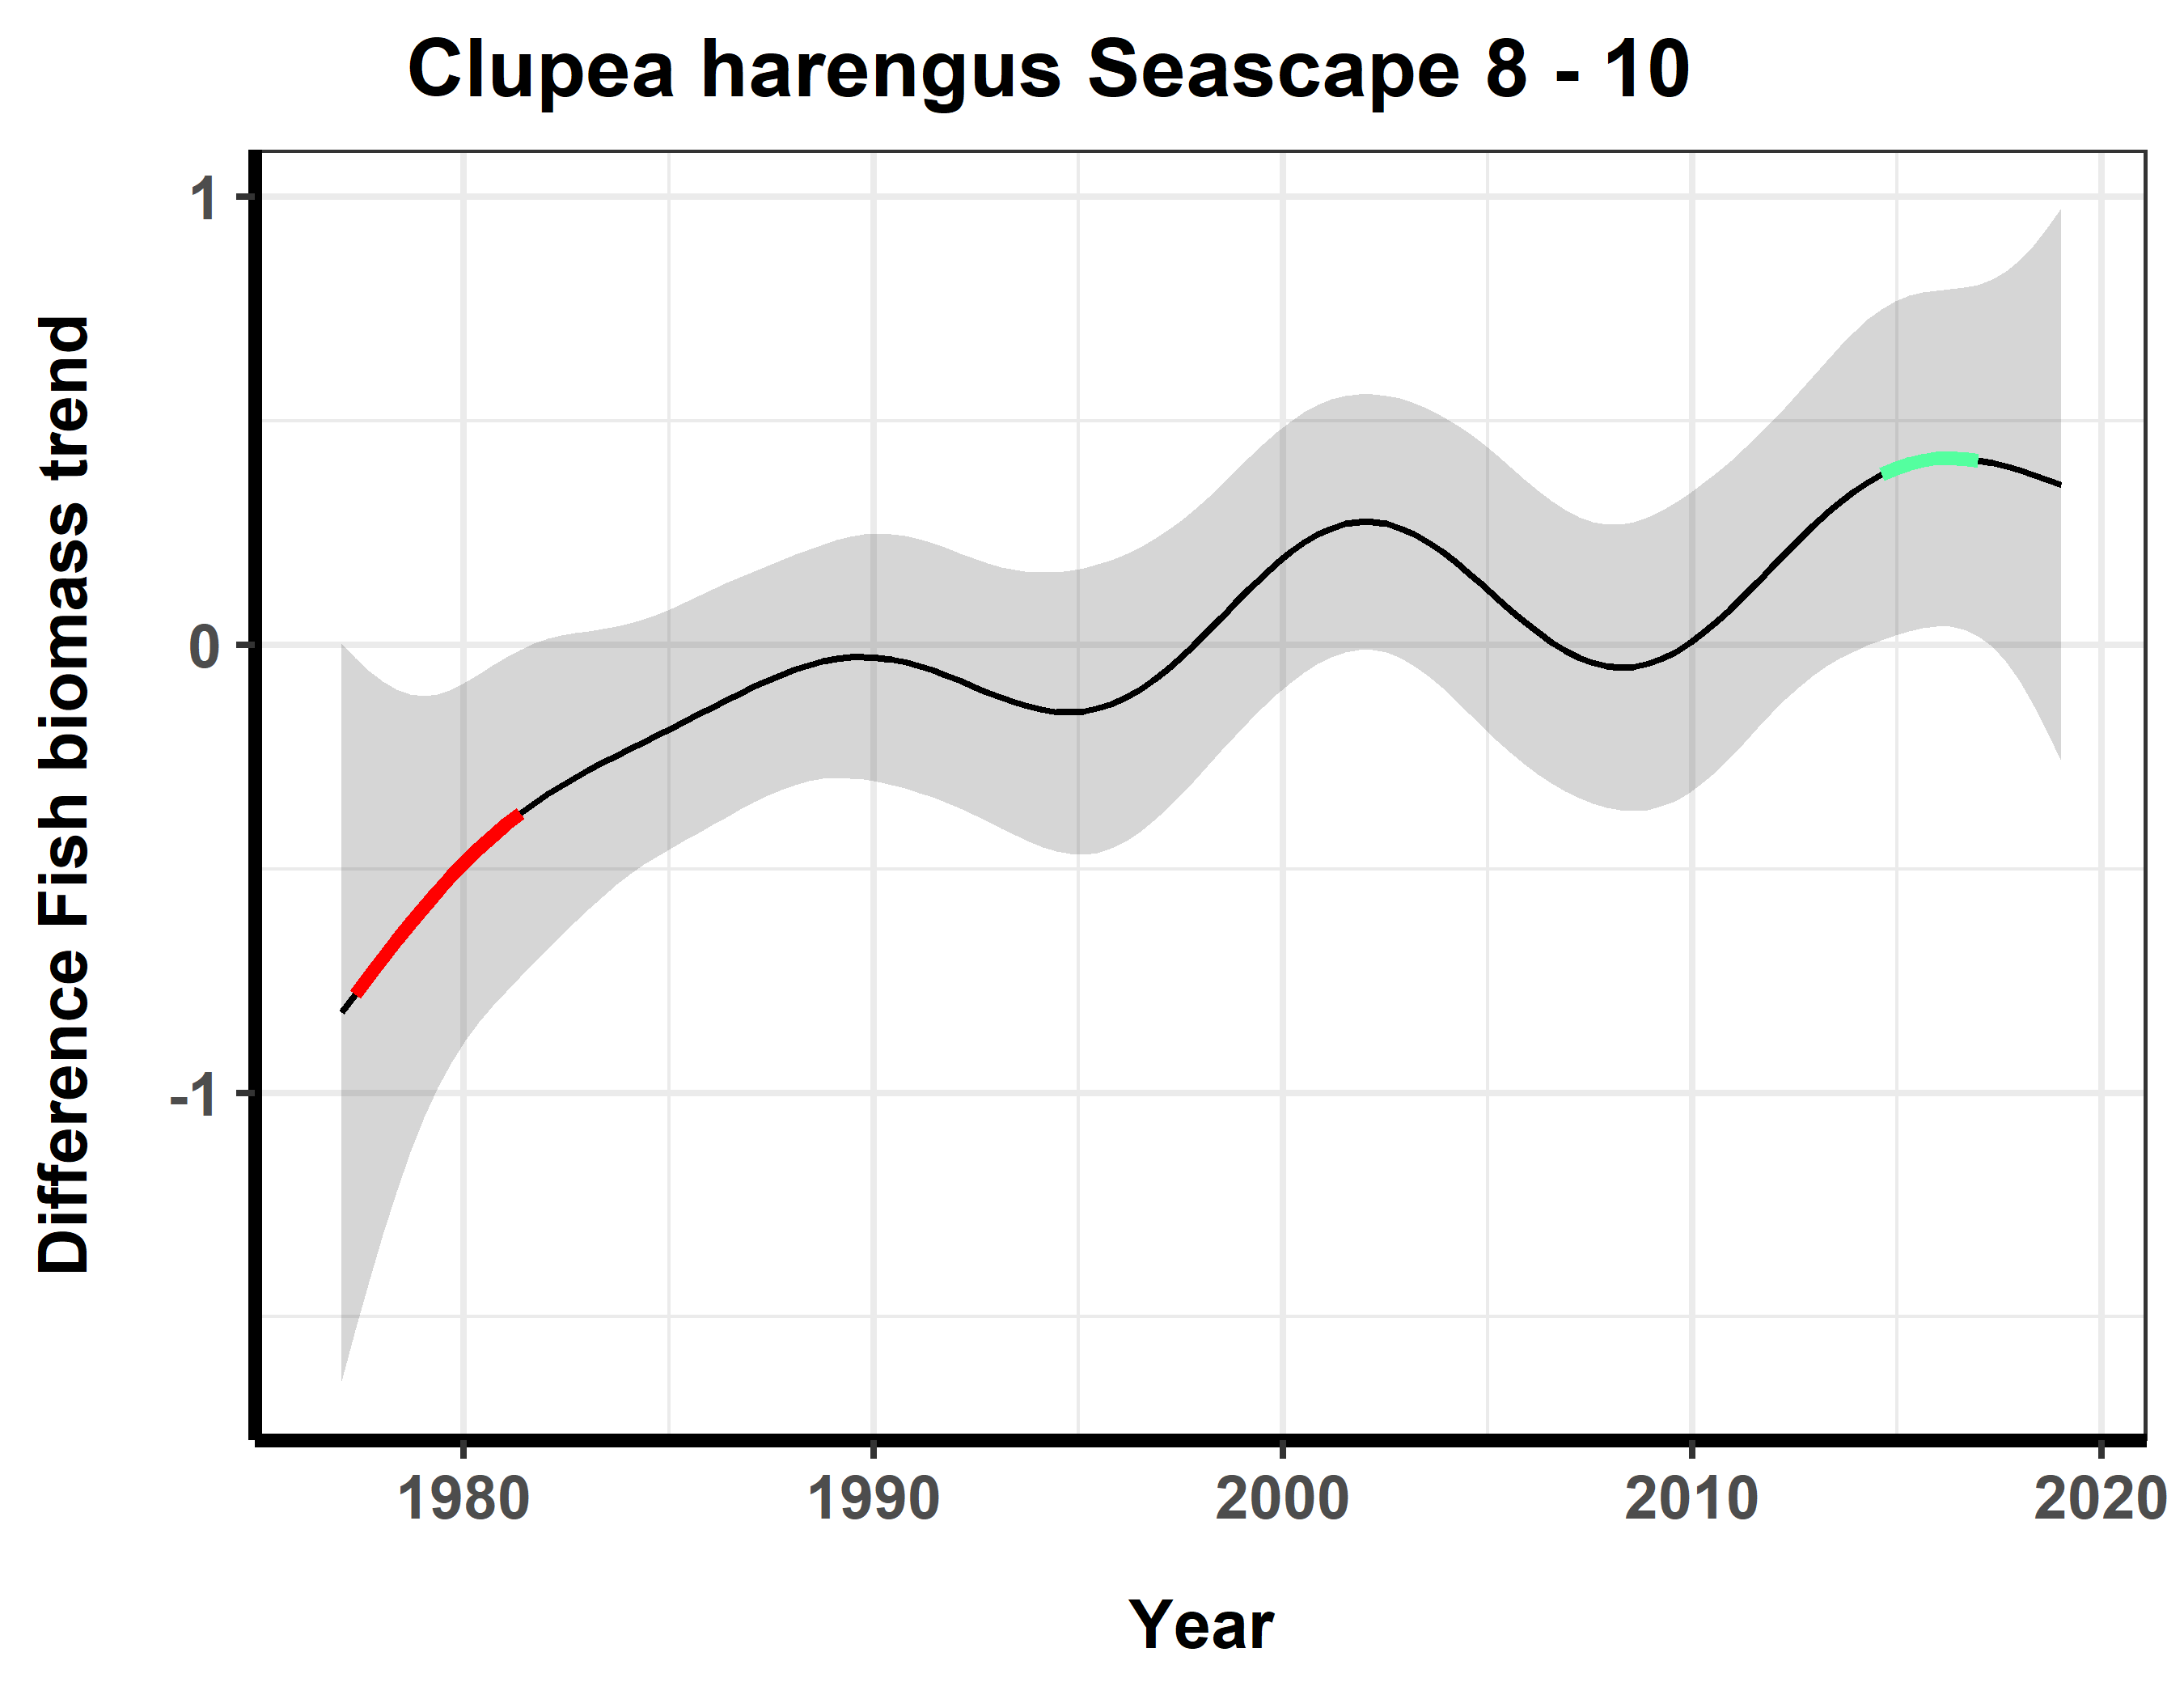 Clupea harengus Seascape 8 - 10
Difference Fish biomass trend
1
0
-1
1980 1990 2000 2010 2020
Year